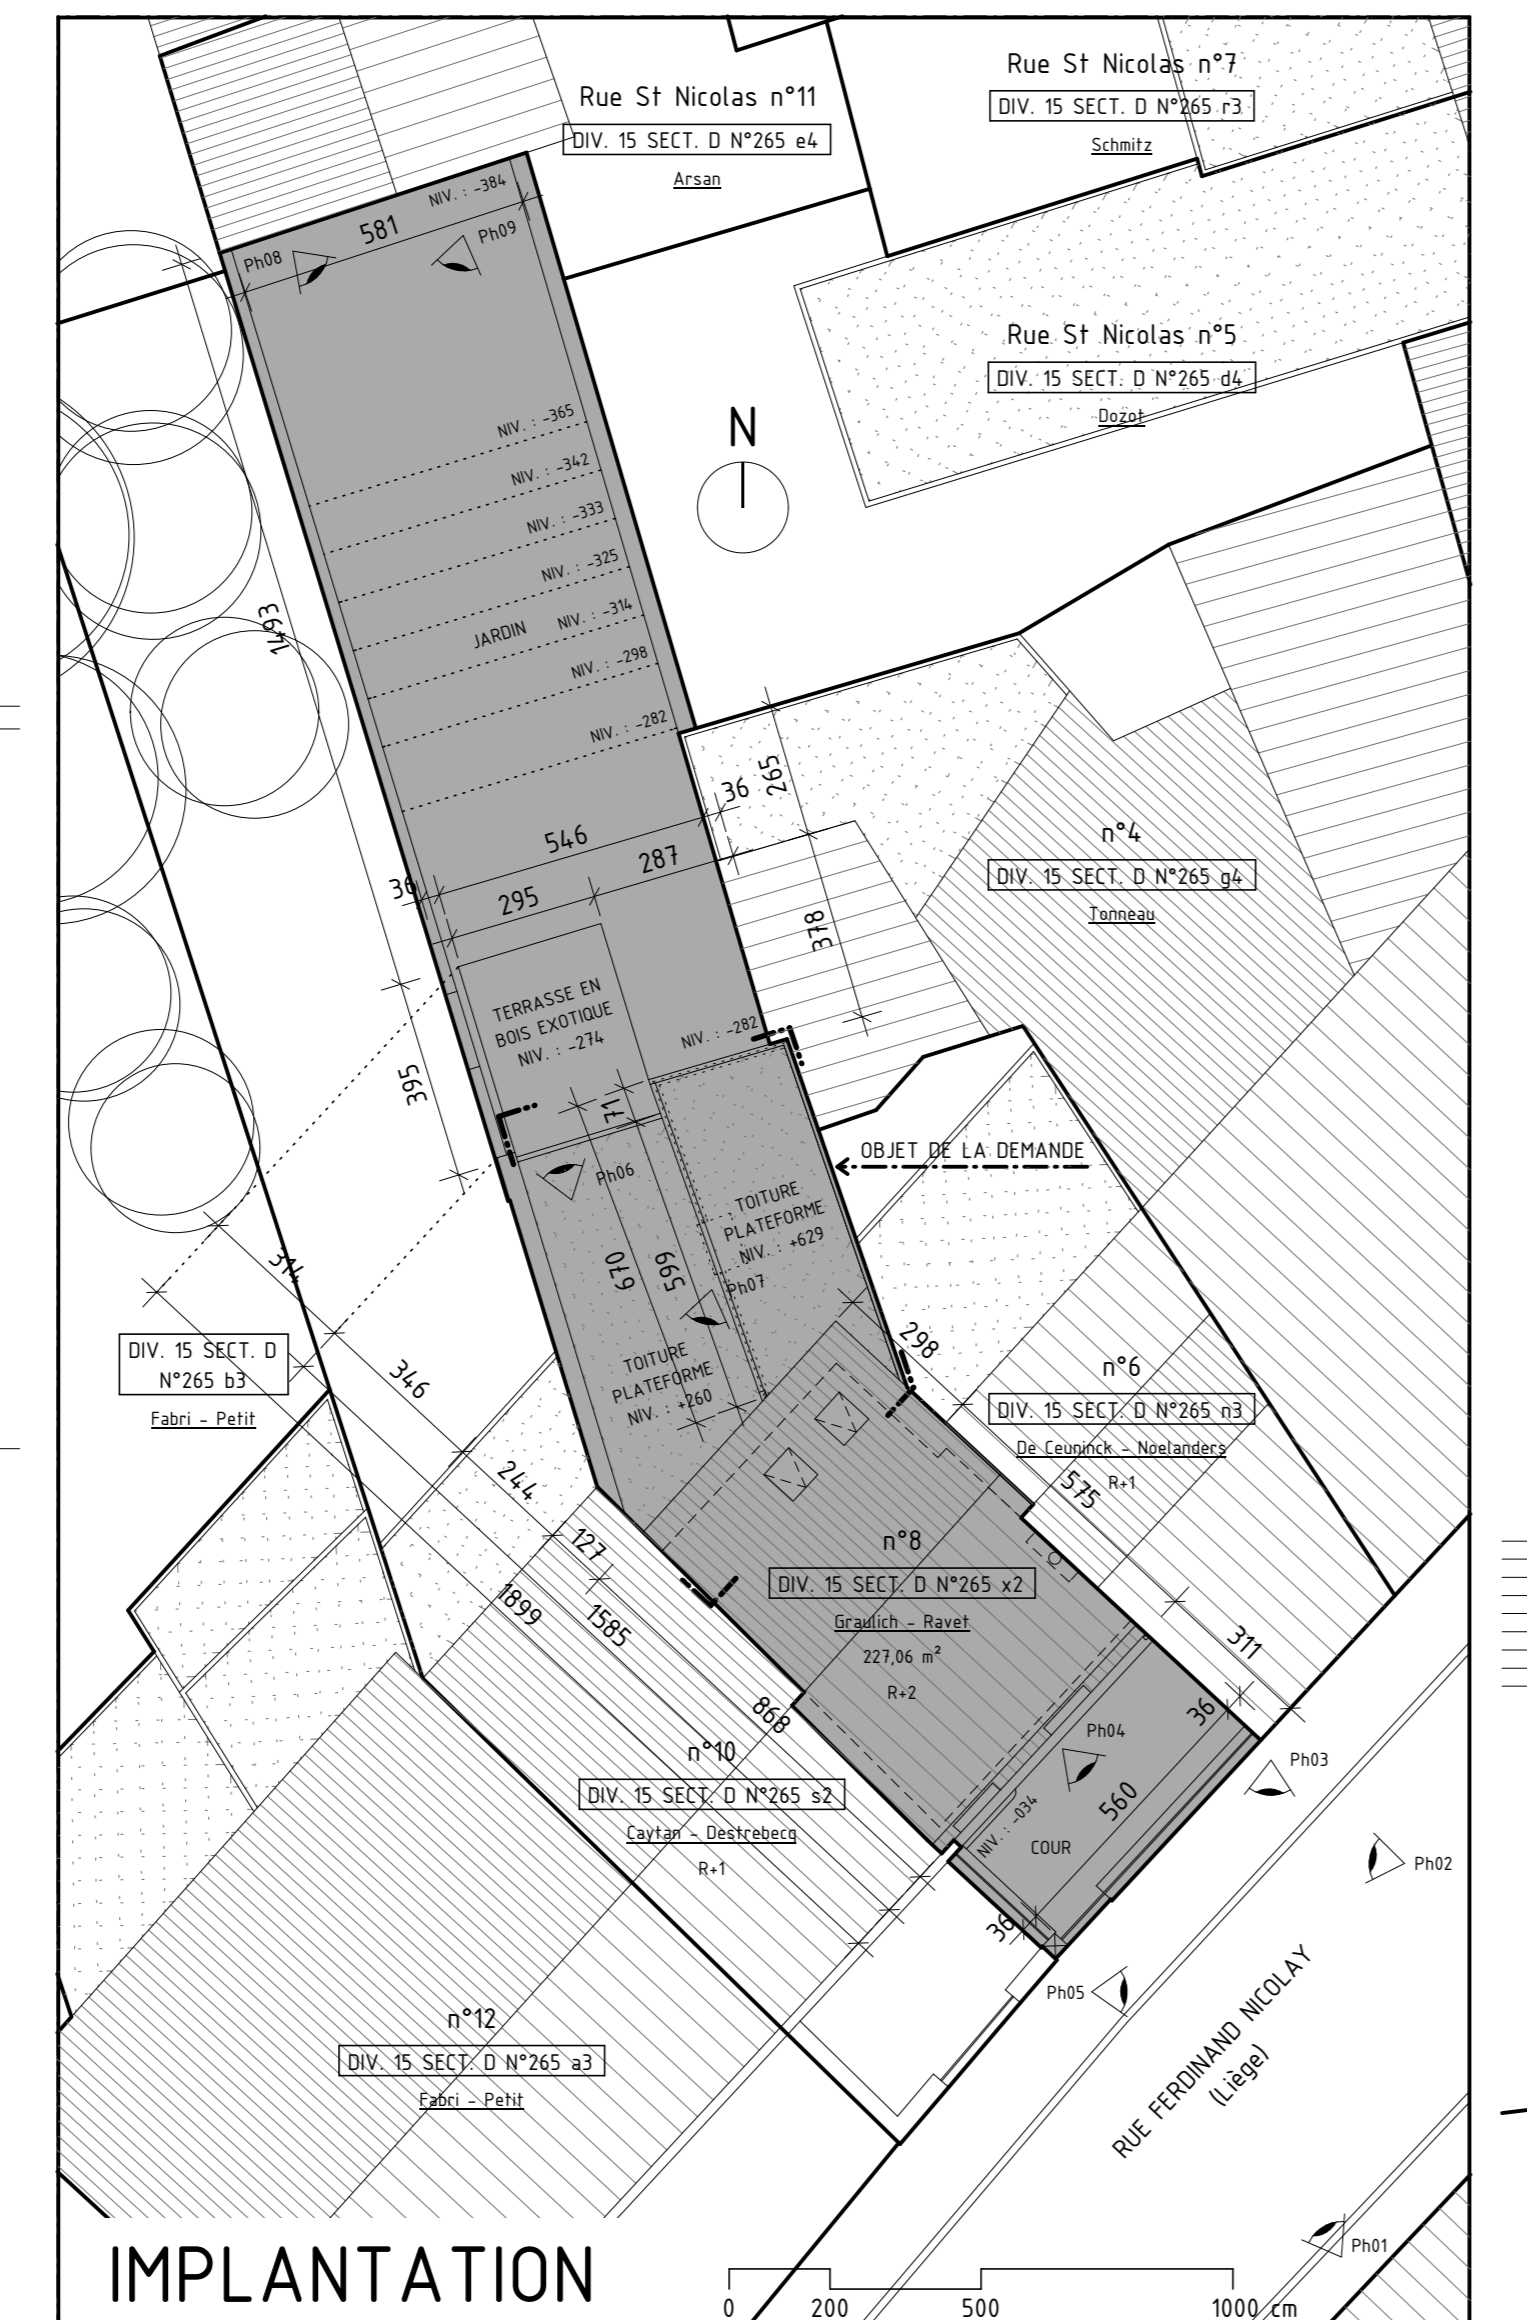 Rue St Nicolas n°11
DIV. 15 SECT. D N°265 e4
Arsan
Rue St Nicolas n°7
DIV. 15 SECT. D N°265 r3
Schmitz
NIV. : -384
581
Ph08
Ph09
Rue St Nicolas n°5
DIV. 15 SECT. D N°265 d4
Dozot
N
NIV. : -365
NIV. : -342
NIV. : -333
NIV. : -325
JARDIN
NIV. : -314
NIV. : -298
NIV. : -282
1493
265
36
546
287
36
295
378
n°4
DIV. 15 SECT. D N°265 g4
Tonneau
TERRASSE EN
BOIS EXOTIQUE
NIV. : -274
NIV. : -282
395
71
OBJET DE LA DEMANDE
Ph06
TOITURE
PLATEFORME
NIV. : +629
670
599
Ph07
314
DIV. 15 SECT. D
N°265 b3
Fabri - Petit
346
TOITURE
PLATEFORME
NIV. : +260
298
n°6
DIV. 15 SECT. D N°265 n3
De Ceuninck - Noelanders
R+1
575
244
127
1899
1585
n°8
DIV. 15 SECT. D N°265 x2
Graulich - Ravet
227,06 m²
R+2
311
36
868
n°10
DIV. 15 SECT. D N°265 s2
Caytan - Destrebecq
R+1
Ph04
Ph03
560
NIV. : -034
COUR
Ph02
36
Ph05
n°12
DIV. 15 SECT. D N°265 a3
Fabri - Petit
RUE FERDINAND NICOLAY
(Liège)
Ph01
IMPLANTATION
0 200 500 1000 cm